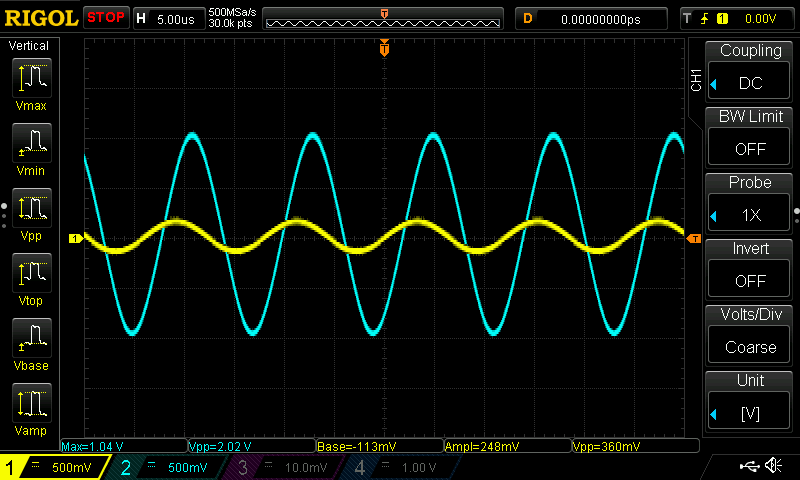 RIGOL STOP H 5.00us 500MSa/s T D 0.00000000ps T 1 0.00V
30.0k pts
Vertical
Vmax
Vmin
Vpp
Vtop
Vbase
Vamp
T
1
T
CH1
Coupling
DC
BW Limit
OFF
Probe
1X
Invert
OFF
Volts/Div
Coarse
Unit
[V]
Max=1.04 V Vpp=2.02 V Base=-113mV Ampl=248mV Vpp=360mV
1 500mV 2 500mV 3 10.0mV 4 1.00 V